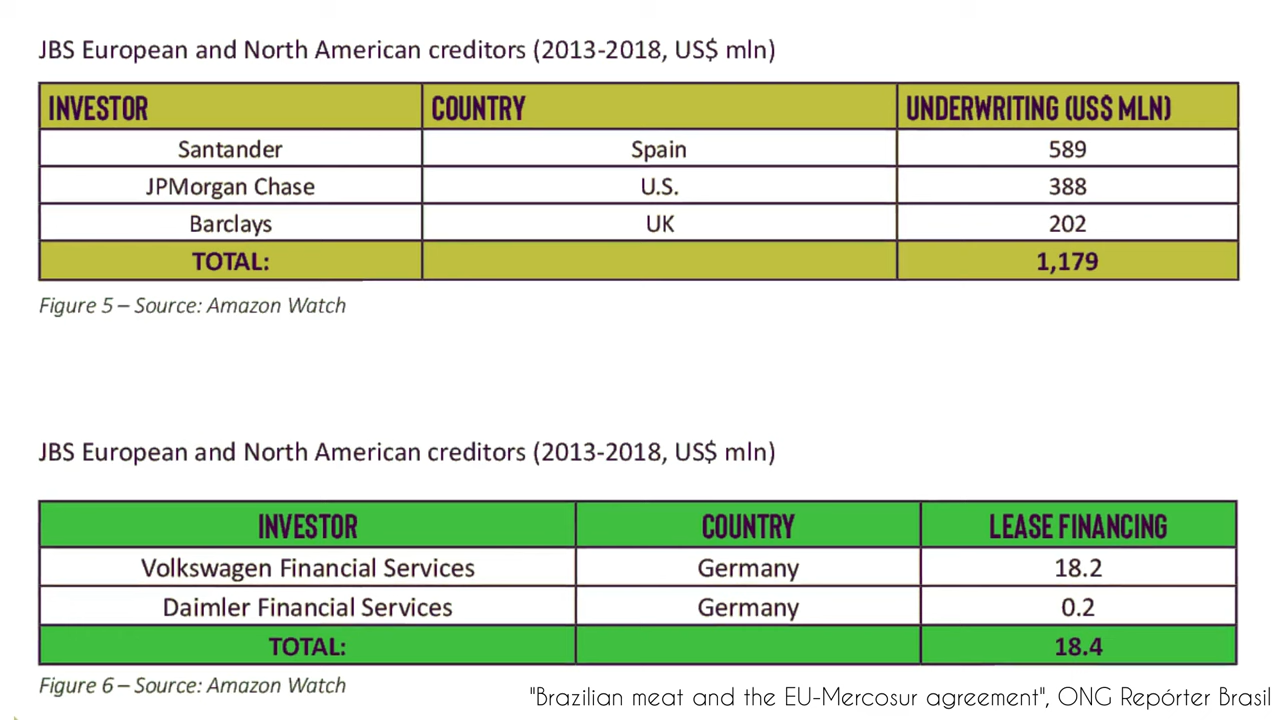 JBS European and North American creditors (2013-2018, US$ mln)
INVESTOR COUNTRY UNDERWRITING (US$ MLN)
Santander Spain 589
JPMorgan Chase U.S. 388
Barclays UK 202
TOTAL: 1,179
Figure 5 – Source: Amazon Watch
JBS European and North American creditors (2013-2018, US$ mln)
INVESTOR COUNTRY LEASE FINANCING
Volkswagen Financial Services Germany 18.2
Daimler Financial Services Germany 0.2
TOTAL: 18.4
Figure 6 – Source: Amazon Watch
"Brazilian meat and the EU-Mercosur agreement", ONG Repórter Brasil